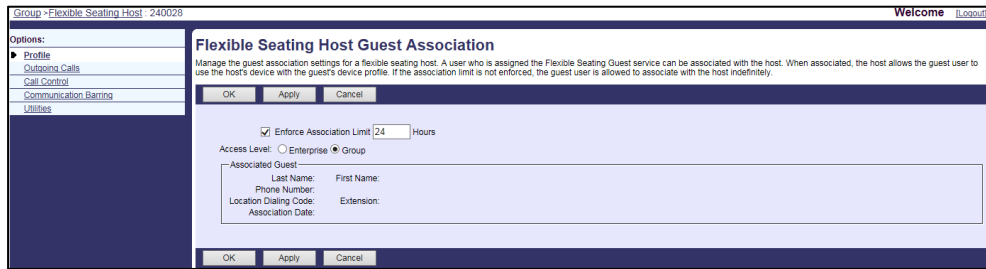 Group >Flexible Seating Host : 240028
Welcome [Logout]
Options:
Profile
Outgoing Calls
Call Control
Communication Barring
Utilities
Flexible Seating Host Guest Association
Manage the guest association settings for a flexible seating host. A user who is assigned the Flexible Seating Guest service can be associated with the host. When associated, the host allows the guest user to
use the host's device with the guest's device profile. If the association limit is not enforced, the guest user is allowed to associate with the host indefinitely.
OK Apply Cancel
Enforce Association Limit 24 Hours
Access Level: Enterprise Group
Associated Guest
Last Name: First Name:
Phone Number:
Location Dialing Code: Extension:
Association Date:
OK Apply Cancel